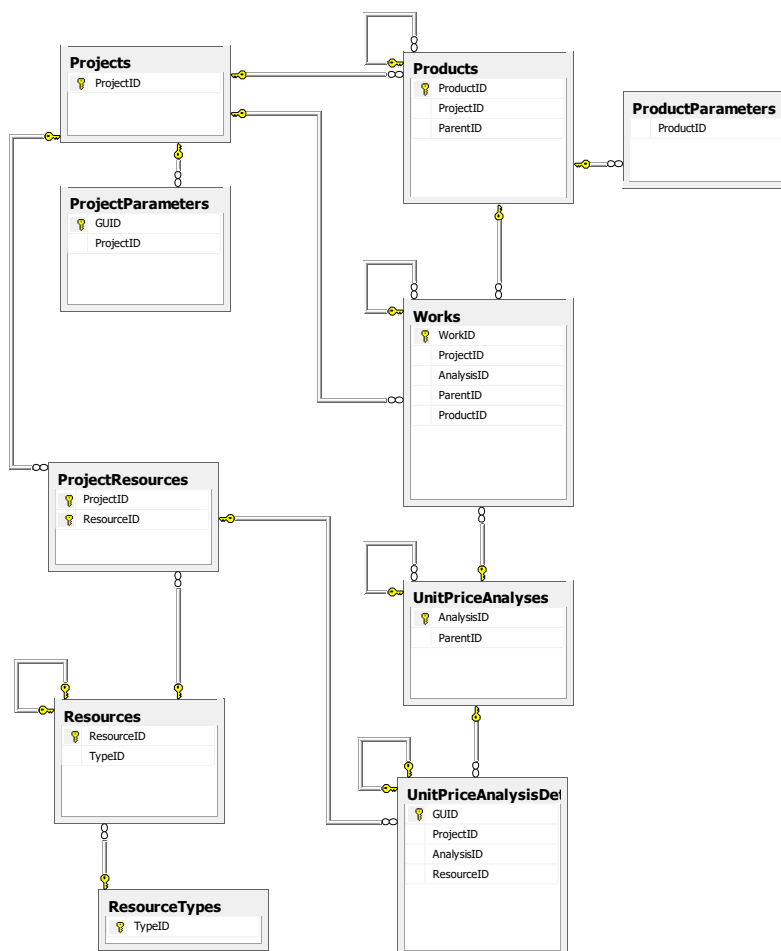 Projects
ProjectID
Products
ProductID
ProjectID
ParentID
ProductParameters
ProductID
ProjectParameters
GUID
ProjectID
Works
WorkID
ProjectID
AnalysisID
ParentID
ProductID
ProjectResources
ProjectID
ResourceID
UnitPriceAnalyses
AnalysisID
ParentID
Resources
ResourceID
TypeID
UnitPriceAnalysisDet
GUID
ProjectID
AnalysisID
ResourceID
ResourceTypes
TypeID